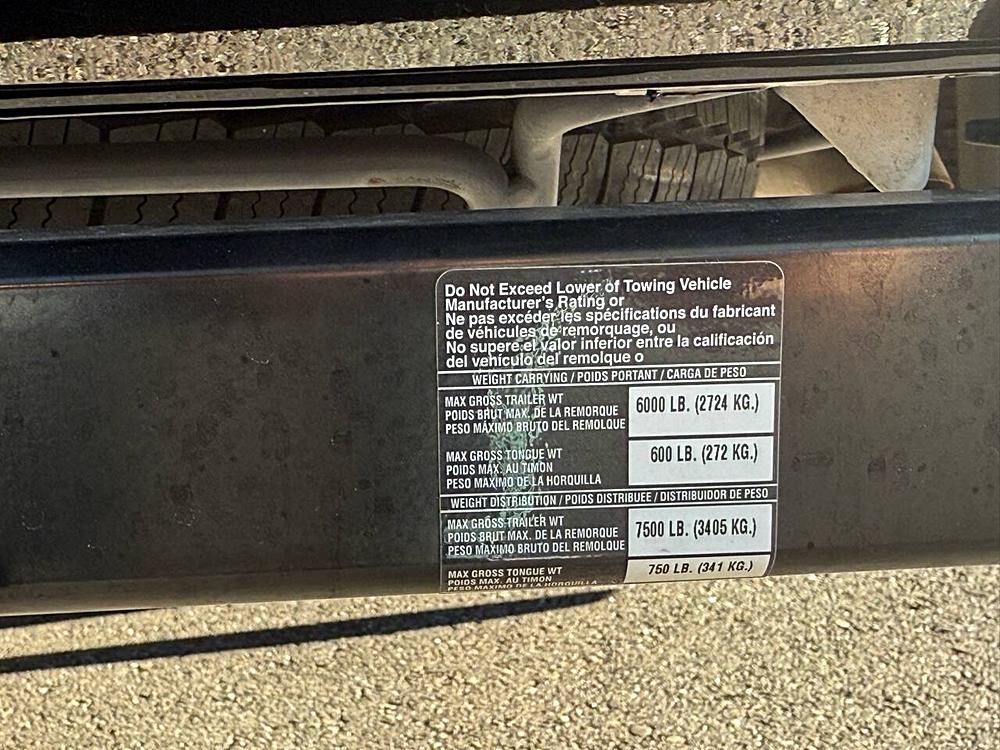 Do Not Exceed Lower of Towing Vehicle
Manufacturer's Rating or
Ne pas excéder les spécifications du fabricant
de véhicules de remorquage, ou
No supere el valor inferior entre la calificación
del vehículo del remolque o
WEIGHT CARRYING / POIDS PORTANT / CARGA DE PESO
MAX GROSS TRAILER WT
POIDS BRUT MAX. DE LA REMORQUE
PESO MÁXIMO BRUTO DEL REMOLQUE
6000 LB. (2724 KG.)
MAX GROSS TONGUE WT
POIDS MAX. AU TIMON
PESO MAXIMO DE LA HORQUILLA
600 LB. (272 KG.)
WEIGHT DISTRIBUTION / POIDS DISTRIBUEE / DISTRIBUIDOR DE PESO
MAX GROSS TRAILER WT
POIDS BRUT MAX. DE LA REMORQUE
PESO MÁXIMO BRUTO DEL REMOLQUE
7500 LB. (3405 KG.)
MAX GROSS TONGUE WT
POIDS MAX. AU TIMON
PESO MAXIMO DE LA HORQUILLA
750 LB. (341 KG.)